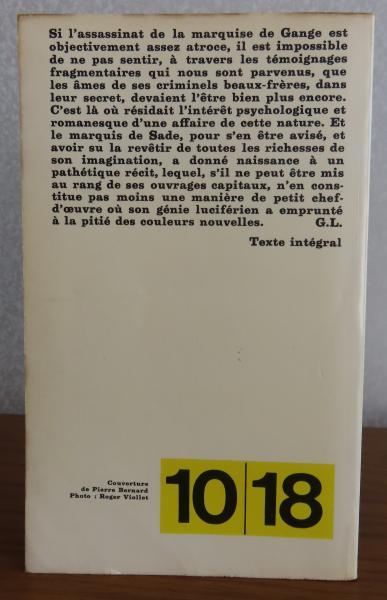 Si l'assassinat de la marquise de Gange est
objectivement assez atroce, il est impossible
de ne pas sentir, à travers les témoignages
fragmentaires qui nous sont parvenus, que
les âmes de ses criminels beaux-frères, dans
leur secret, devaient l'être bien plus encore.
C'est là où résidait l'intérêt psychologique et
romanesque d'une affaire de cette nature. Et
le marquis de Sade, pour s'en être avisé, et
avoir su la revêtir de toutes les richesses de
son imagination, a donné naissance à un
pathétique récit, lequel, s'il ne peut être mis
au rang de ses ouvrages capitaux, n'en cons-
titue pas moins une manière de petit chef-
d'œuvre où son génie luciférien a emprunté
à la pitié des couleurs nouvelles. G.L.
Texte intégral
Couverture
de Pierre Bernard
Photo : Roger Viollet
10|18